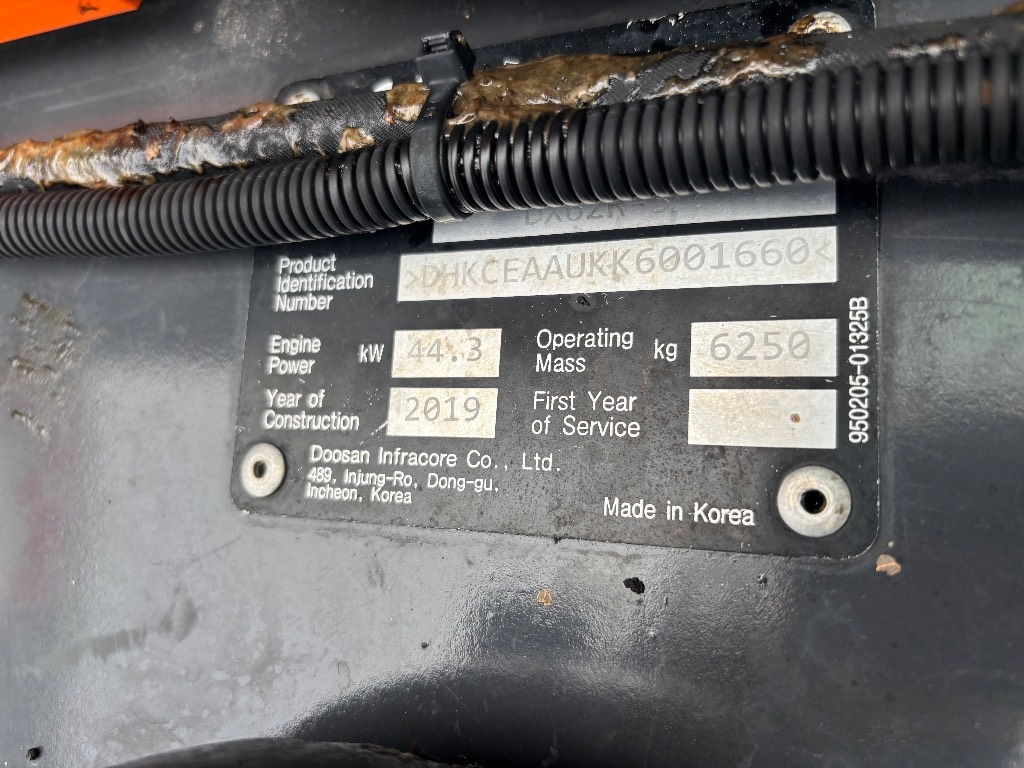 Product
Identification
Number
>DHKCEAAUKK6001660<
Engine
Power
kW
44.3
Operating
Mass
kg
6250
Year of
Construction
2019
First Year
of Service
Doosan Infracore Co., Ltd.
489, Injung-Ro, Dong-gu,
Incheon, Korea
Made in Korea
950205-01325B